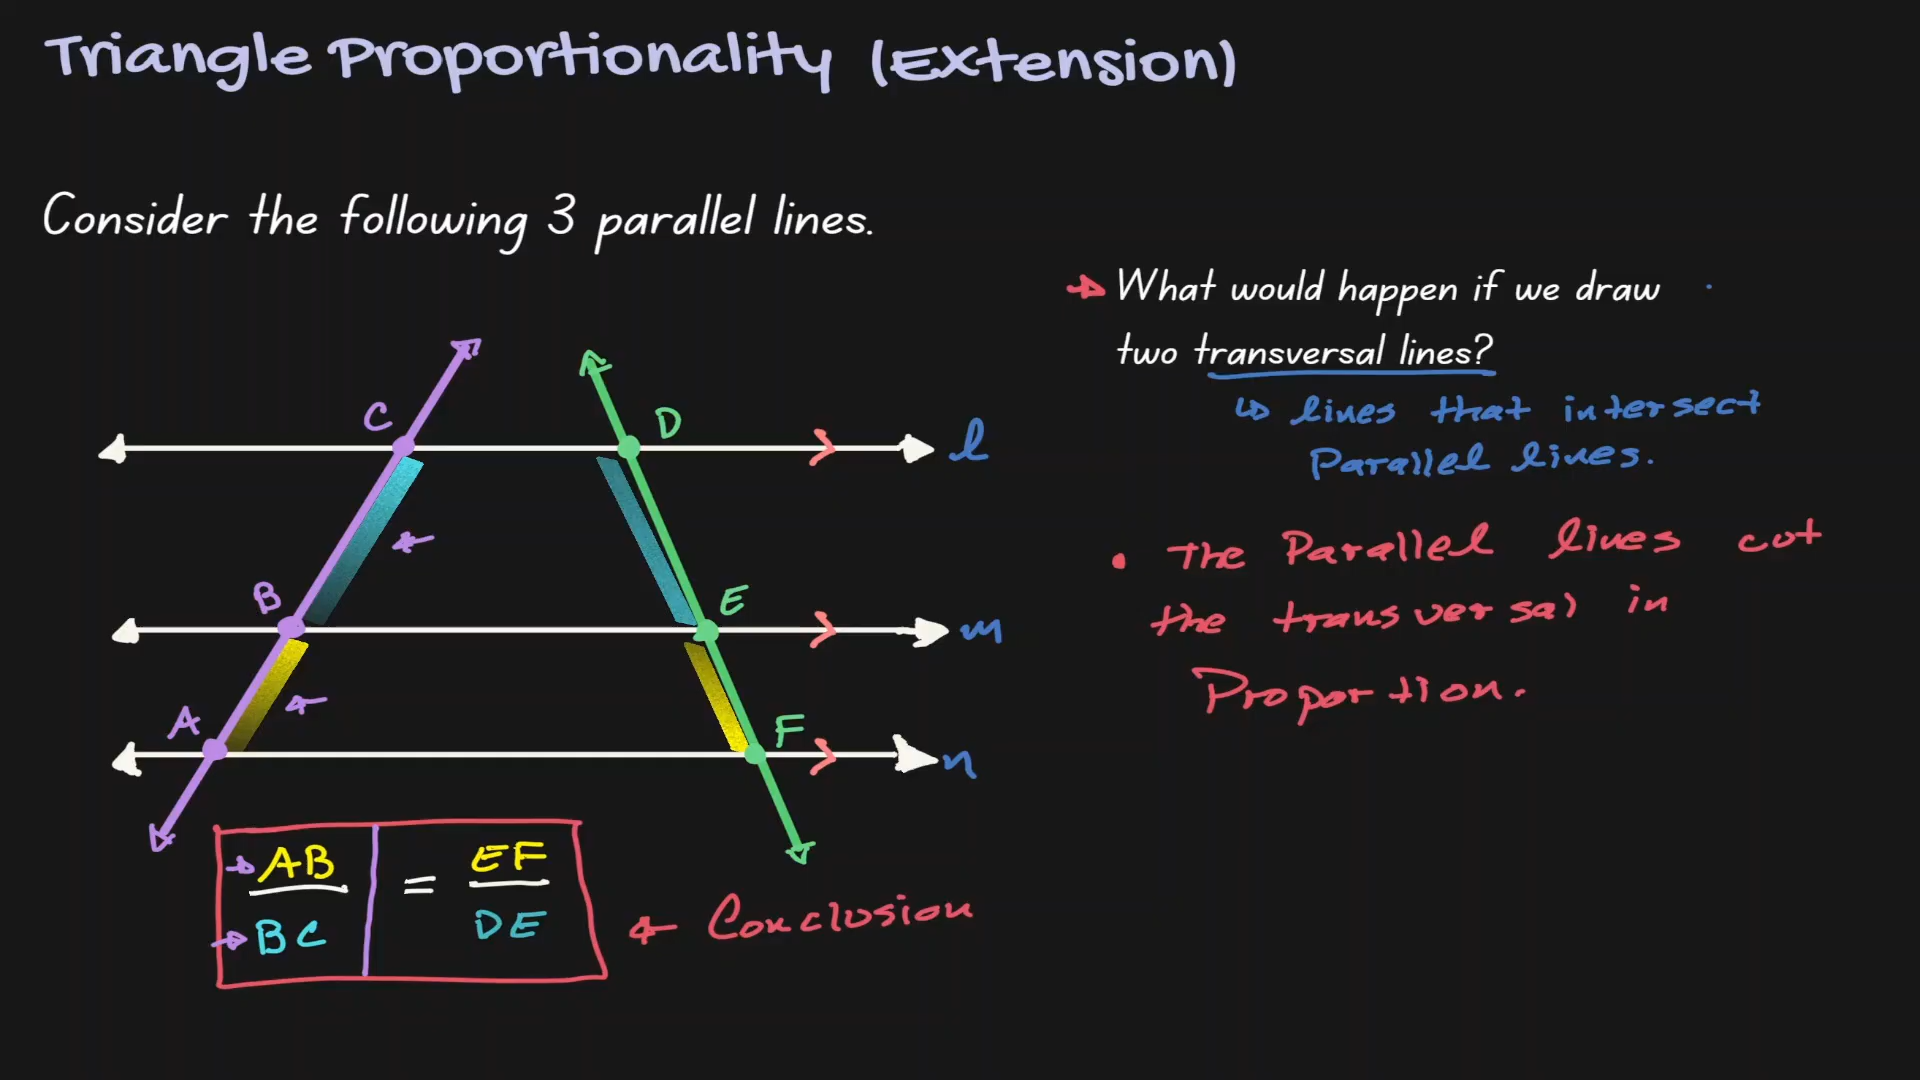 Triangle Proportionality (Extension)
Consider the following 3 parallel lines.
What would happen if we draw
two transversal lines?
↳ lines that intersect
Parallel lines.
• The Parallel lines cut
the transversal in
Proportion.
C
D
l
B
E
m
A
F
n
AB
BC
=
EF
DE
← Conclusion